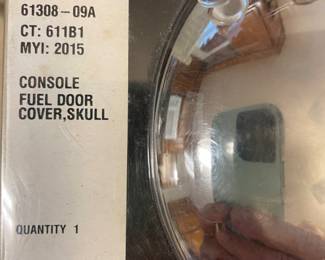 61308-09A
CT: 611B1
MYI: 2015
CONSOLE
FUEL DOOR
COVER,SKULL
QUANTITY 1